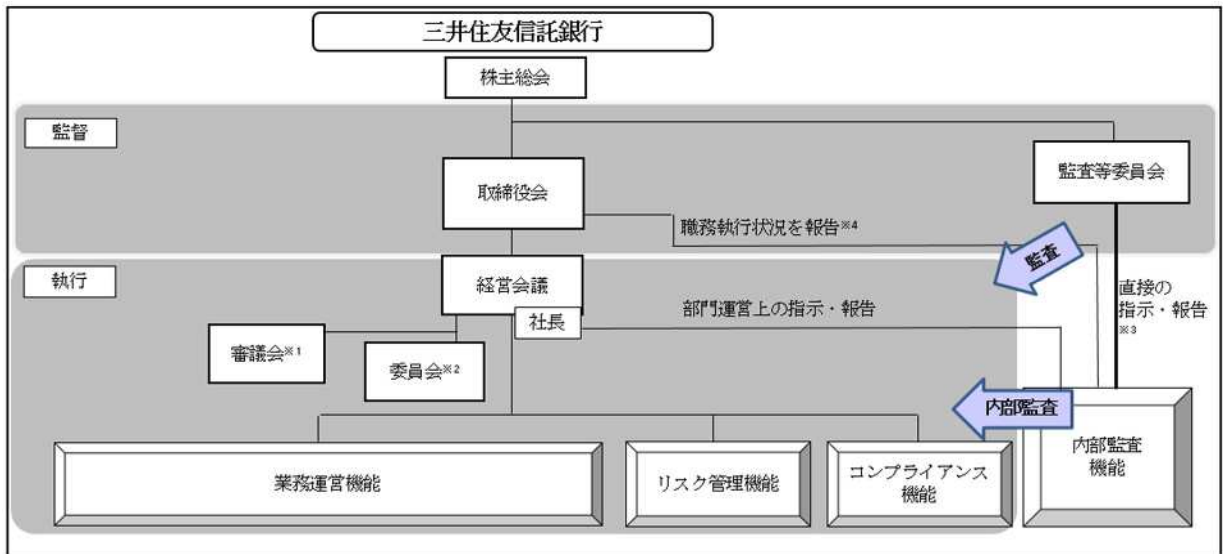 三井住友信託銀行
株主総会
監督
取締役会
監査等委員会
職務執行状況を報告※4
監査
執行
経営会議
社長
直接の
指示・報告
※3
部門運営上の指示・報告
審議会※1
委員会※2
内部監査
内部監査
機能
業務運営機能
リスク管理機能
コンプライアンス
機能